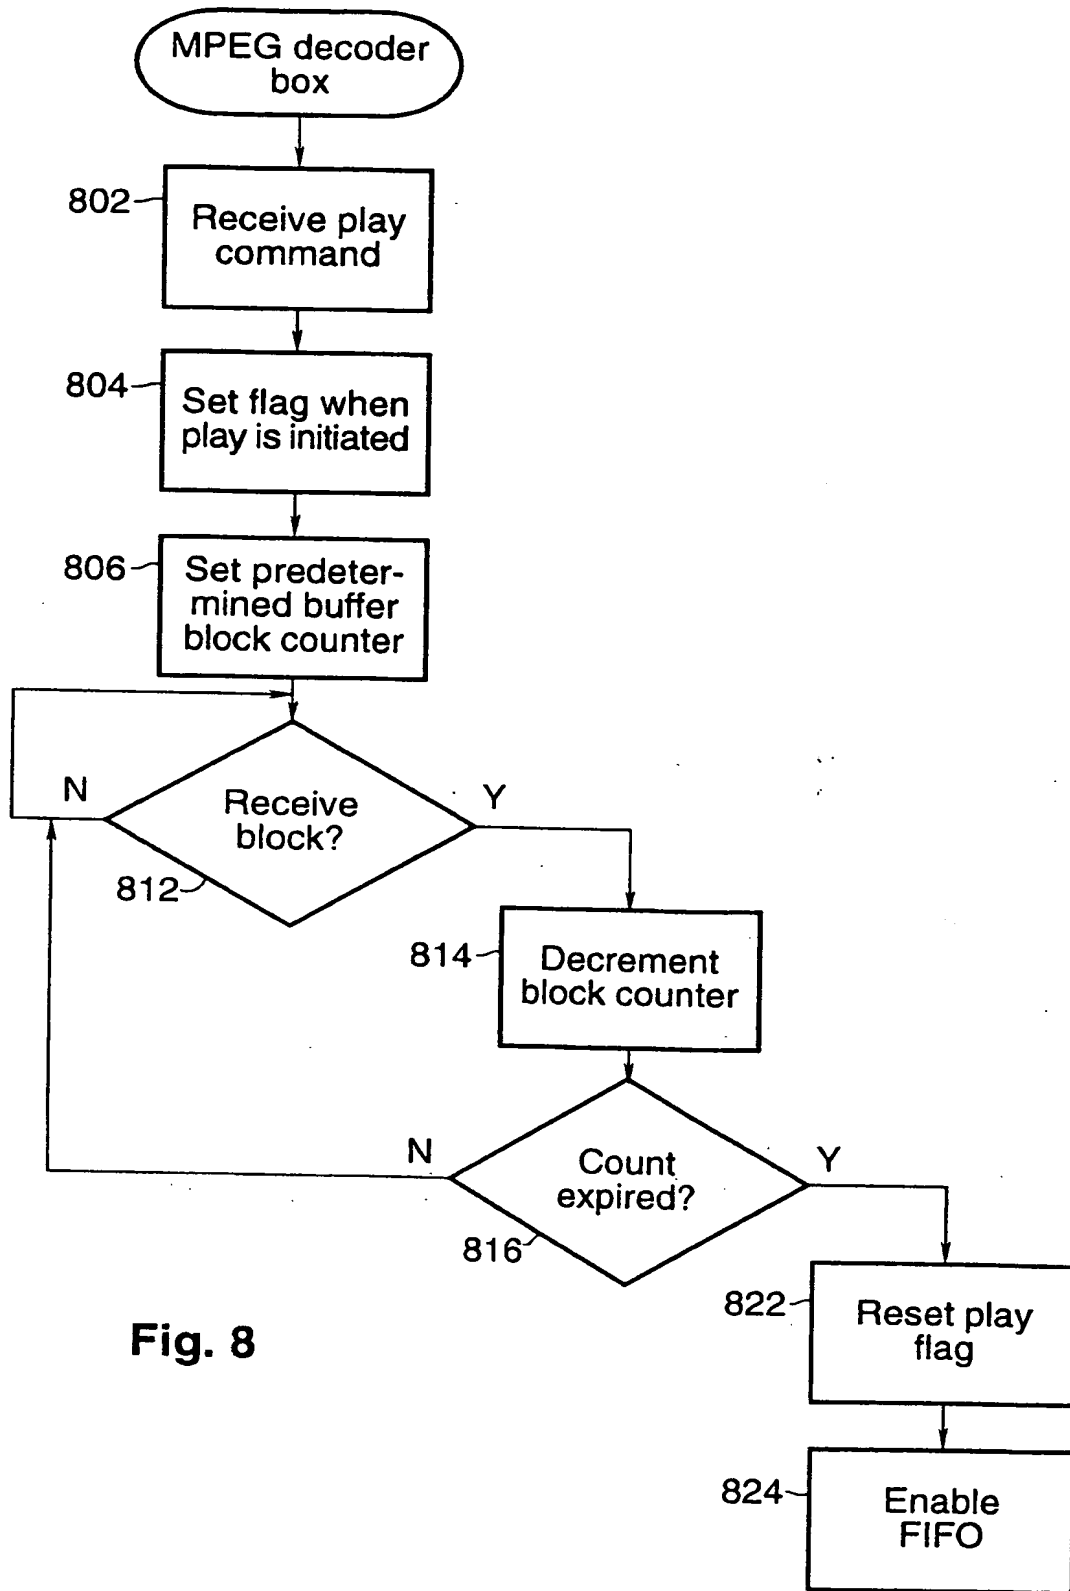 MPEG decoder
box
802
Receive play
command
804
Set flag when
play is initiated
806
Set predeter-
mined buffer
block counter
N
Receive
block?
Y
812
814
Decrement
block counter
N
Count
expired?
Y
816
822
Reset play
flag
Fig. 8
824
Enable
FIFO